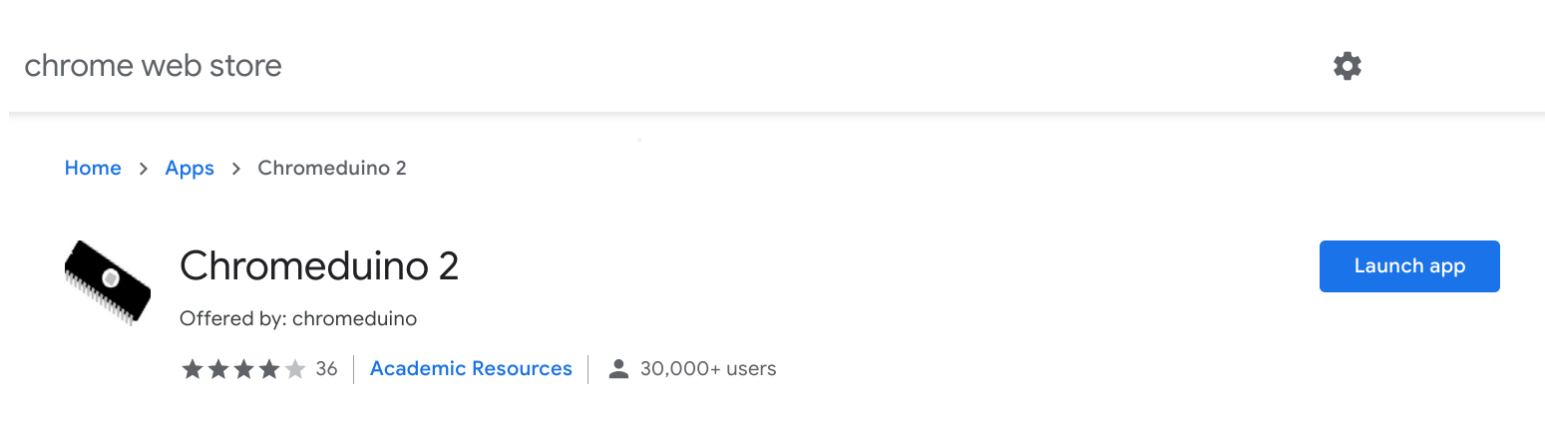 chrome web store
Home > Apps > Chromeduino 2
Chromeduino 2
Launch app
Offered by: chromeduino
36 Academic Resources 30,000+ users